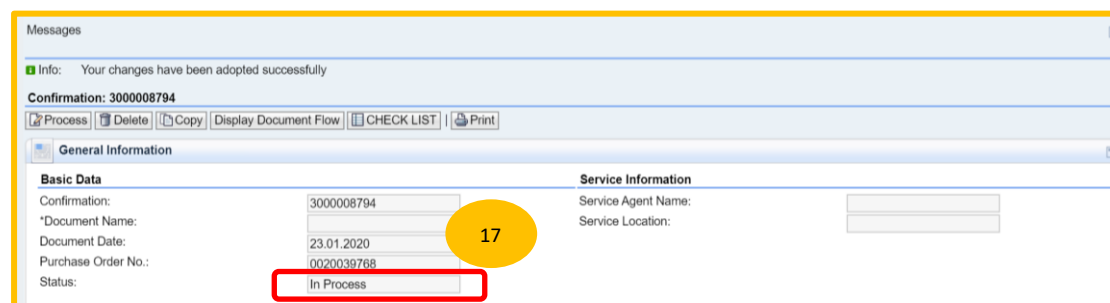 Messages
Info: Your changes have been adopted successfully
Confirmation: 3000008794
Process Delete Copy Display Document Flow CHECK LIST | Print
General Information
Basic Data
Confirmation: 3000008794
*Document Name:
Document Date: 23.01.2020
Purchase Order No.: 0020039768
Status: In Process
17
Service Information
Service Agent Name:
Service Location: